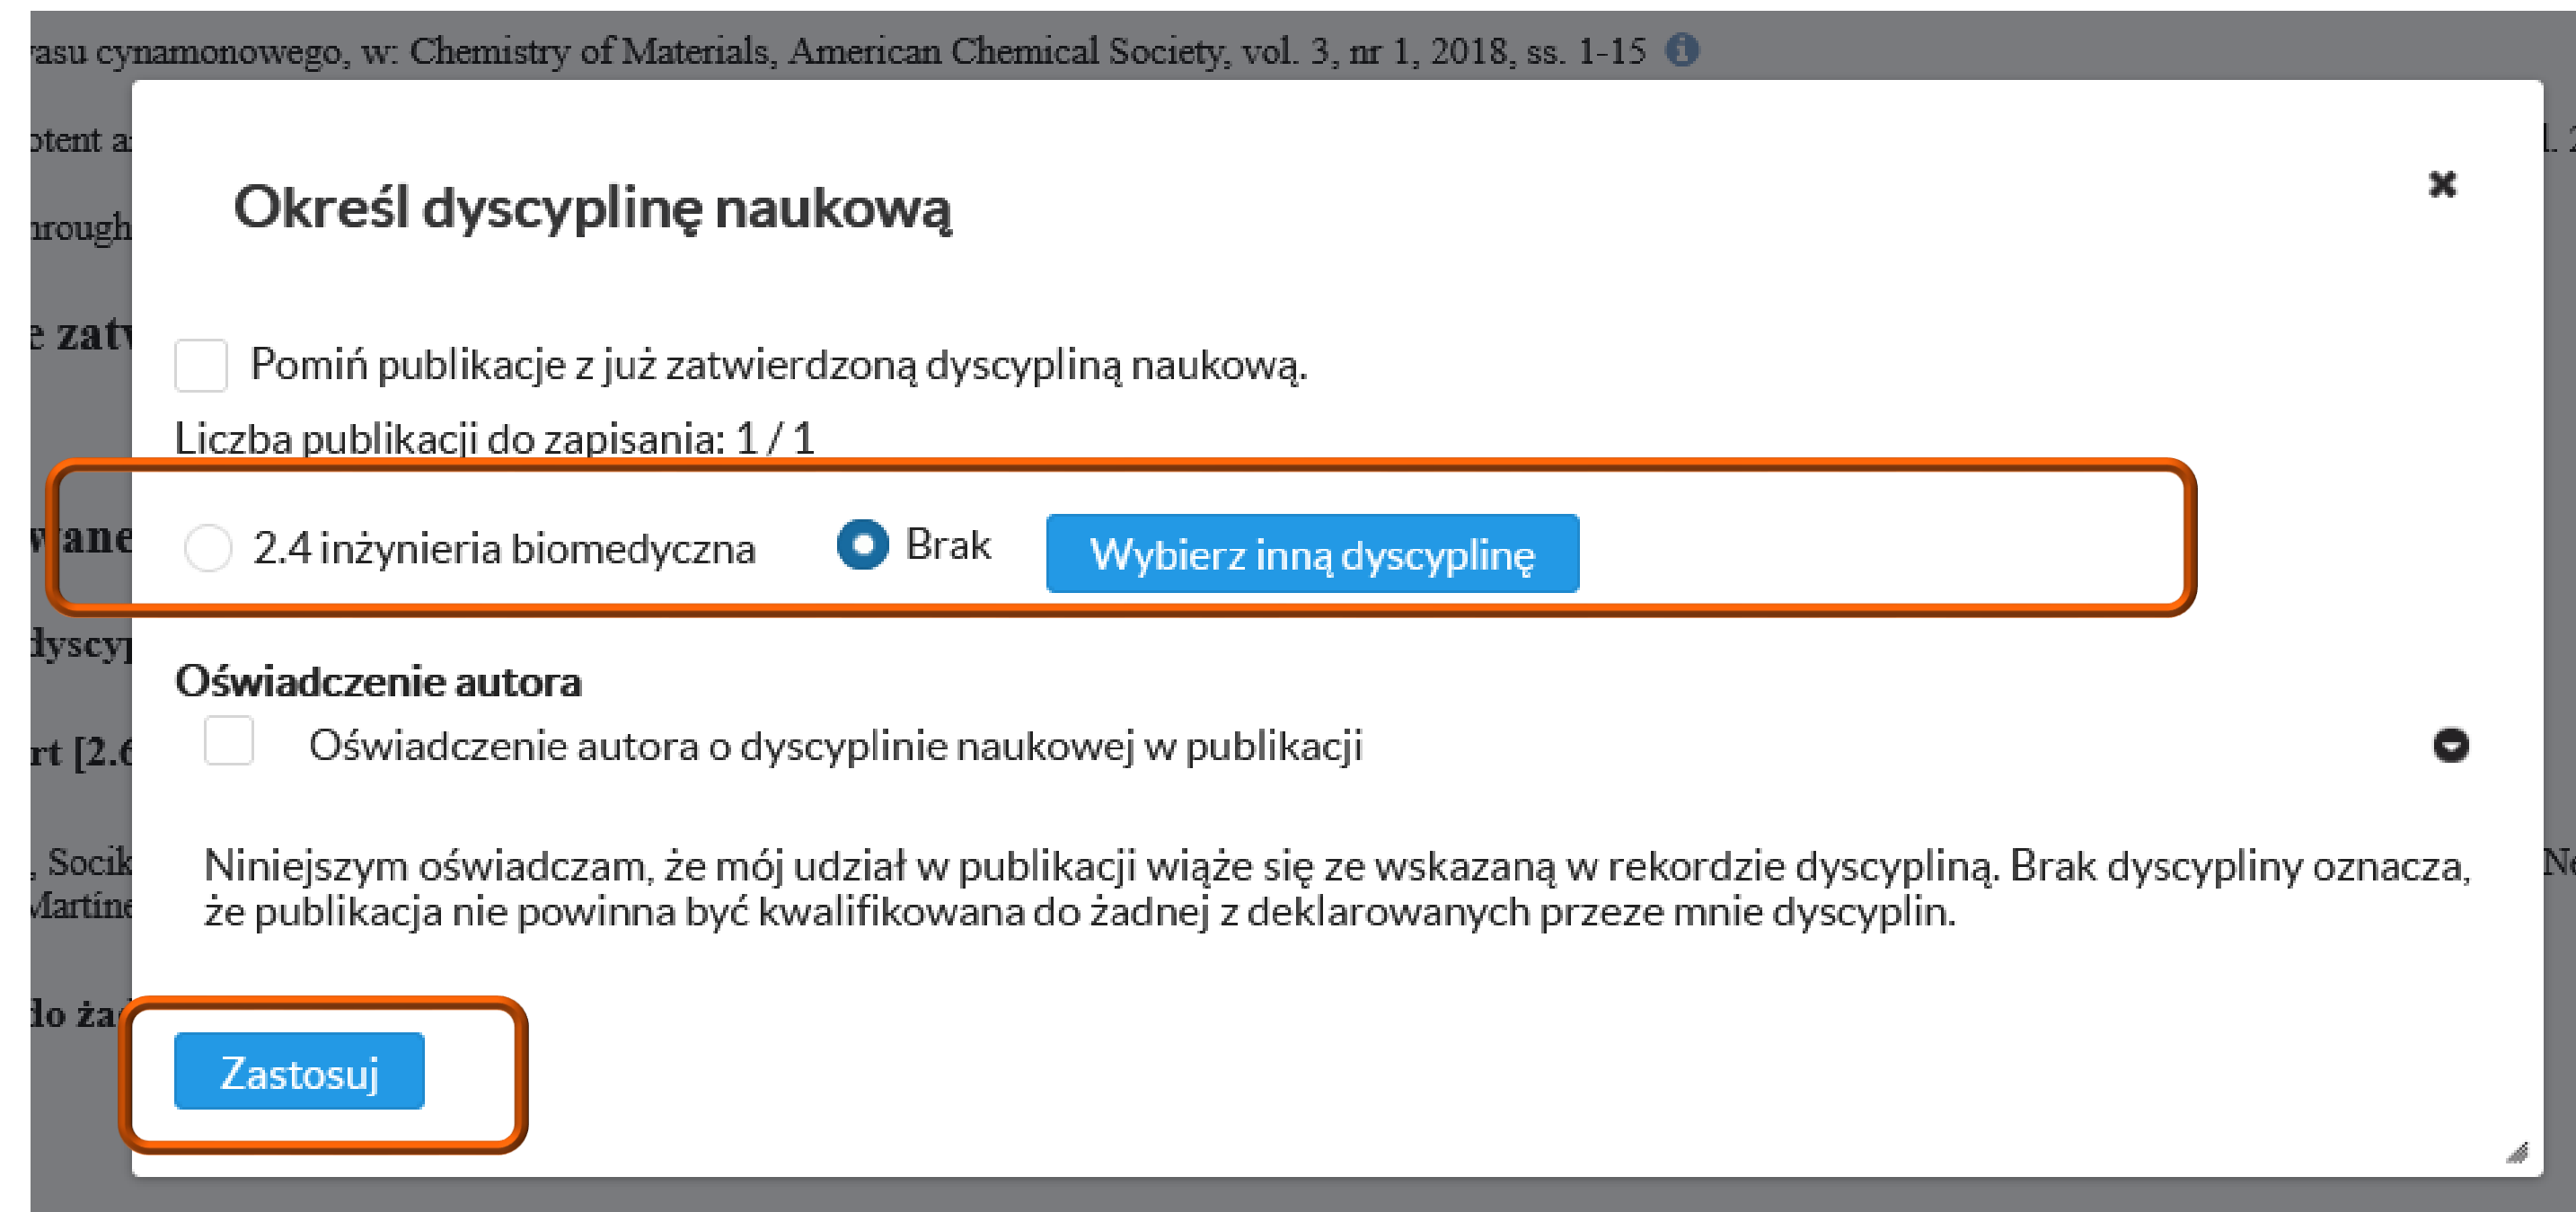 cynamonowego, w: Chemistry of Materials, American Chemical Society, vol. 3, nr 1, 2018, ss. 1-15
Określ dyscyplinę naukową
Pomiń publikacje z już zatwierdzoną dyscypliną naukową.
Liczba publikacji do zapisania: 1 / 1
2.4 inżynieria biomedyczna Brak Wybierz inną dyscyplinę
Oświadczenie autora
Oświadczenie autora o dyscyplinie naukowej w publikacji
Niniejszym oświadczam, że mój udział w publikacji wiąże się ze wskazaną w rekordzie dyscypliną. Brak dyscypliny oznacza,
że publikacja nie powinna być kwalifikowana do żadnej z deklarowanych przeze mnie dyscyplin.
Zastosuj